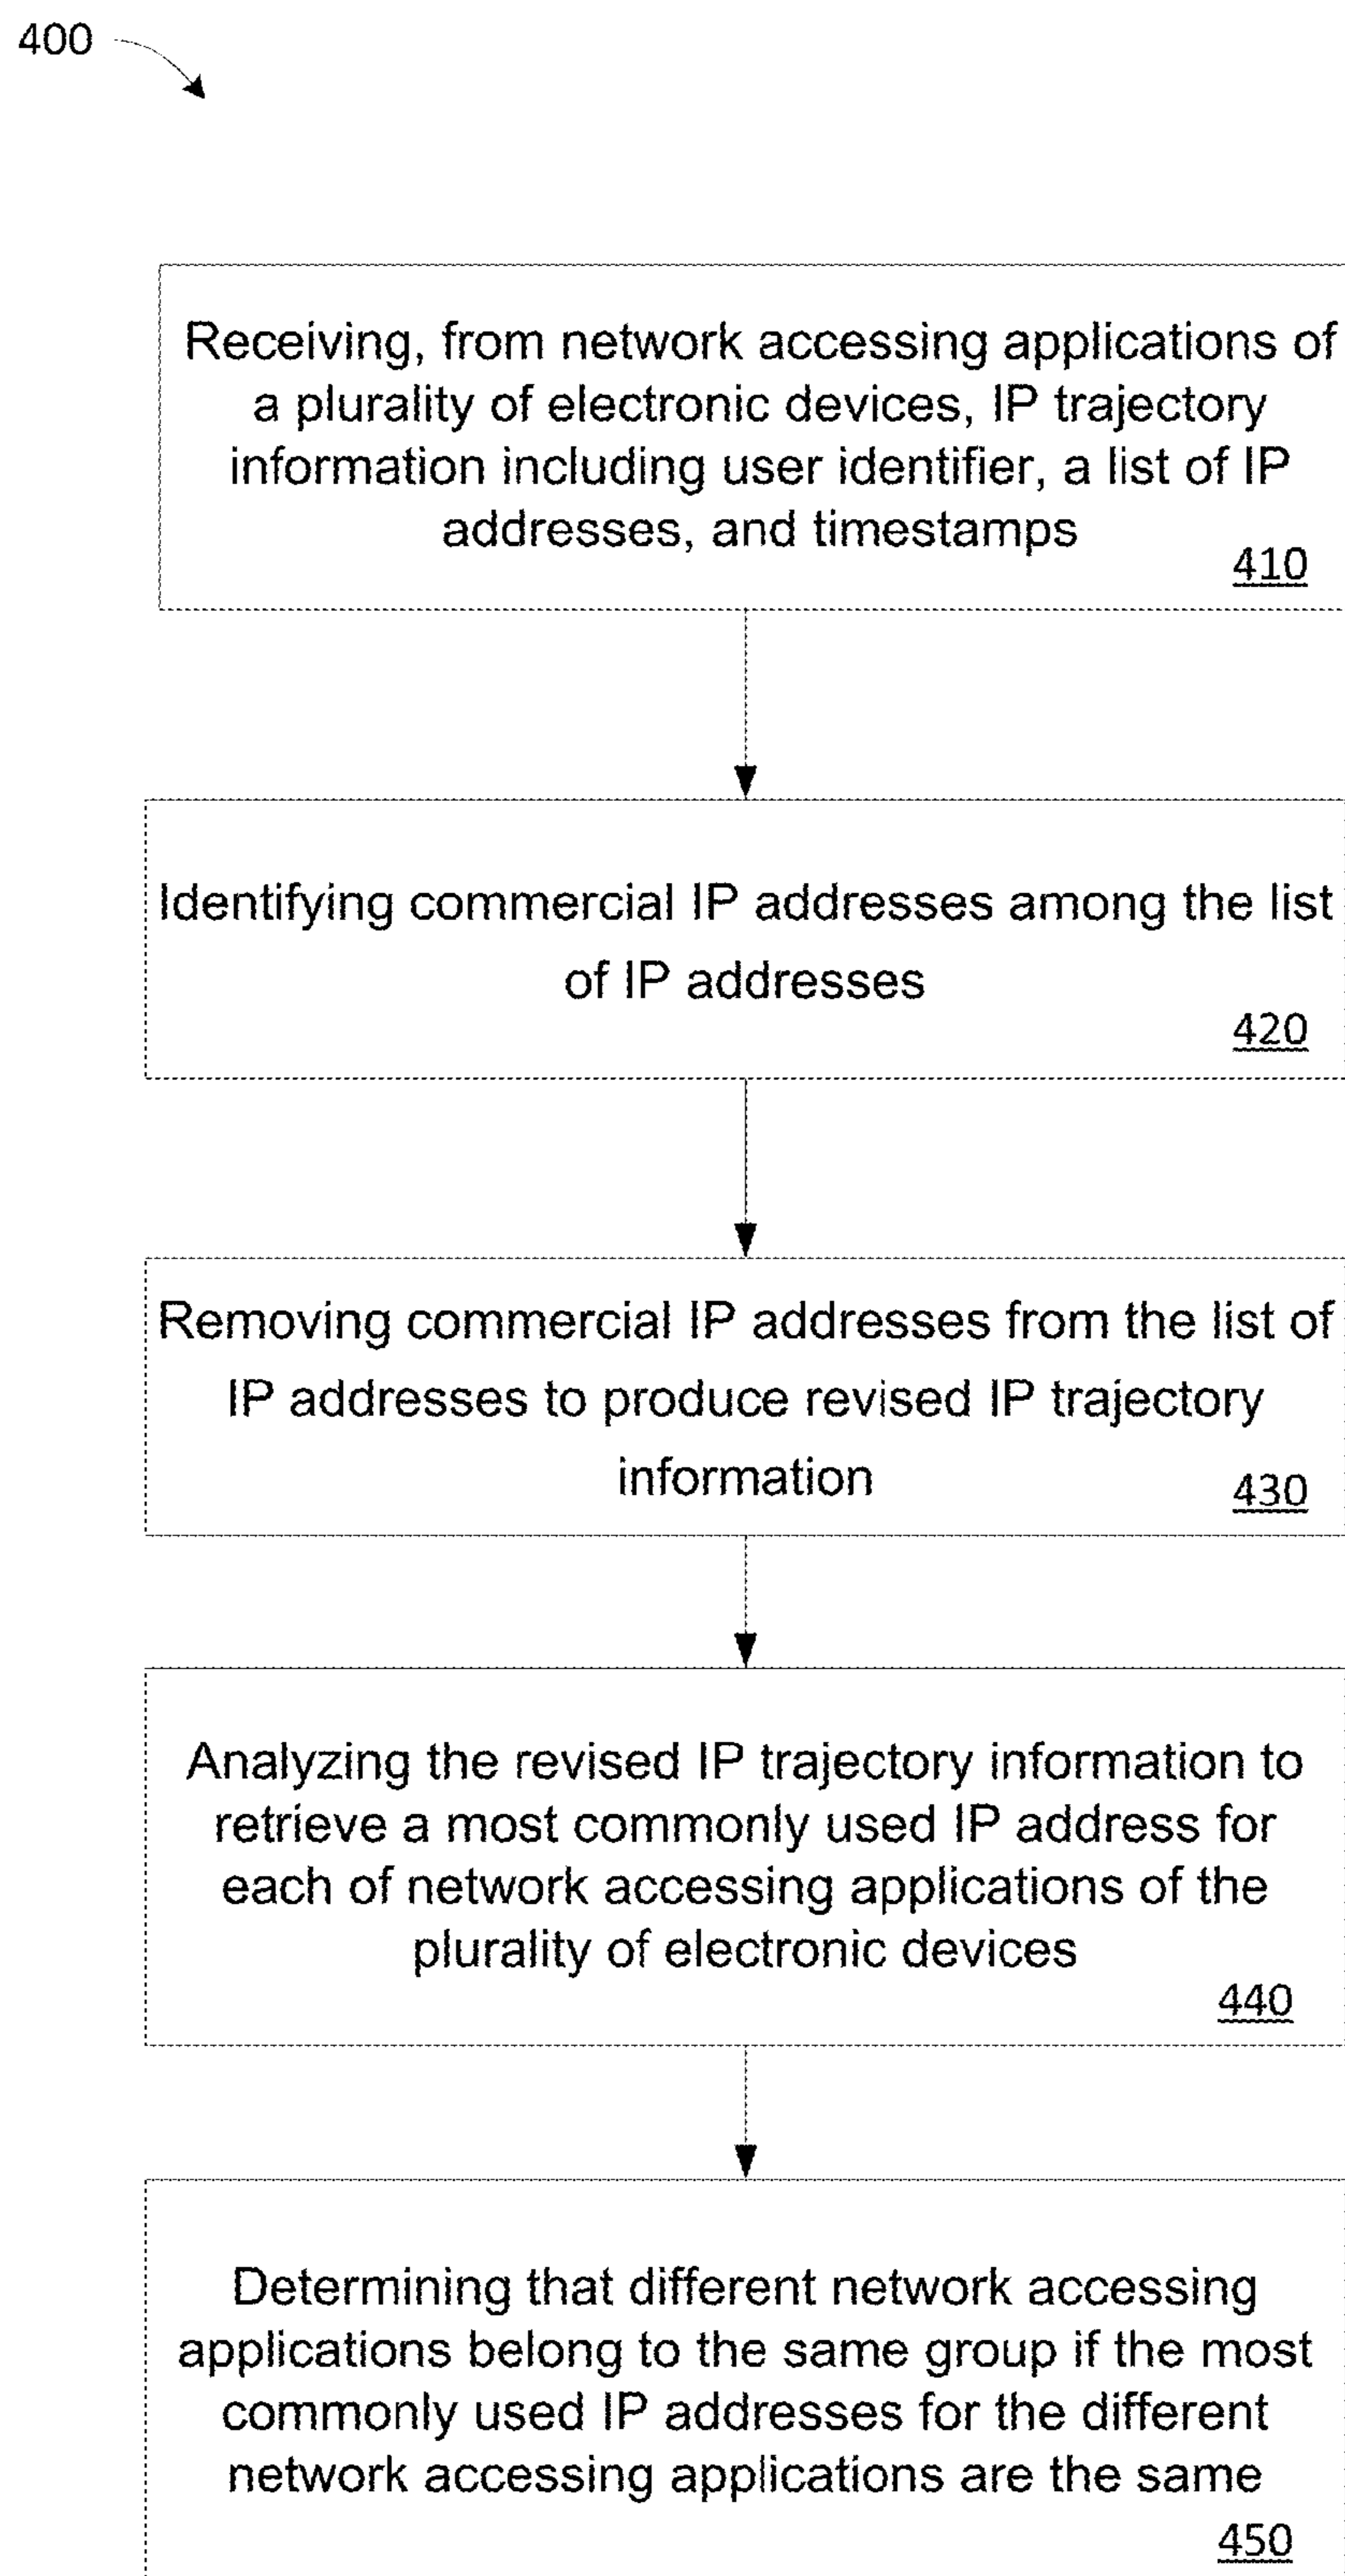 400
Receiving, from network accessing applications of
a plurality of electronic devices, IP trajectory
information including user identifier, a list of IP
addresses, and timestamps
410
Identifying commercial IP addresses among the list
of IP addresses
420
Removing commercial IP addresses from the list of
IP addresses to produce revised IP trajectory
information
430
Analyzing the revised IP trajectory information to
retrieve a most commonly used IP address for
each of network accessing applications of the
plurality of electronic devices
440
Determining that different network accessing
applications belong to the same group if the most
commonly used IP addresses for the different
network accessing applications are the same
450